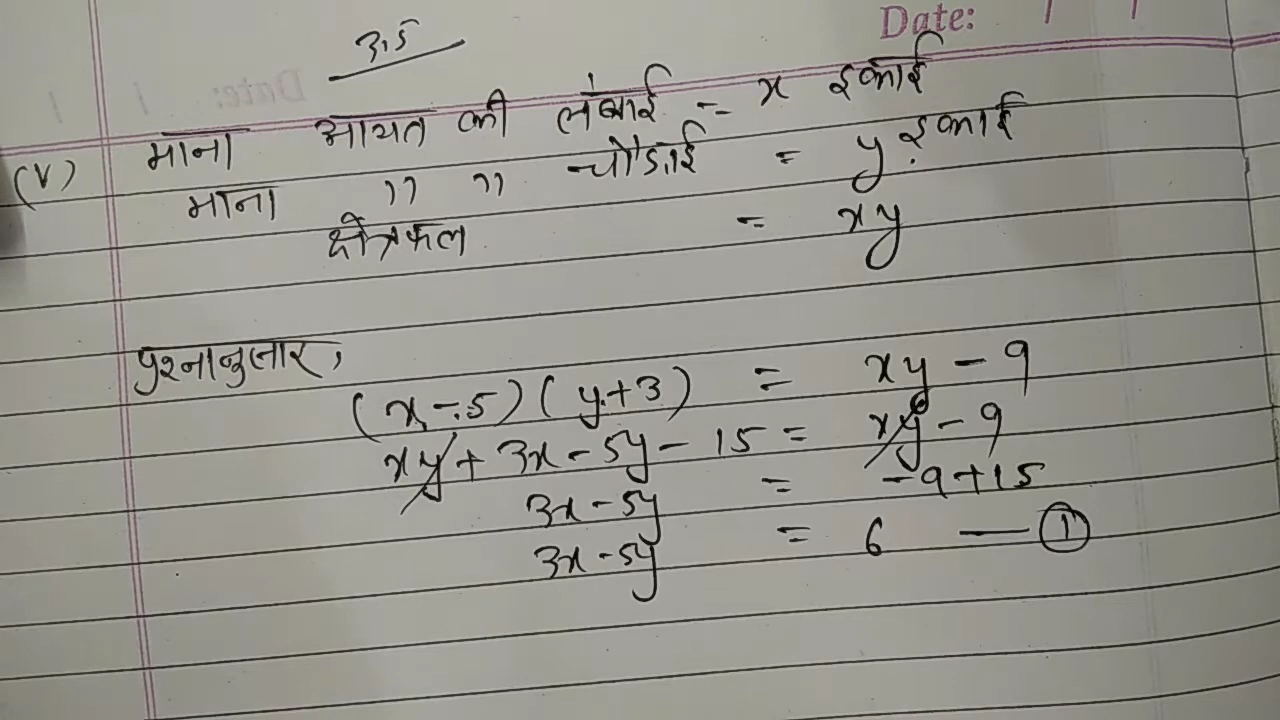 Date: / /
3.5
(V) माना आयत की लंबाई = x इकाई
माना ,, ,, चौड़ाई = y इकाई
क्षेत्रफल = xy
प्रश्नानुसार,
(x-5)(y+3) = xy-9
xy+3x-5y-15 = xy-9
3x-5y = -9+15
3x-5y = 6 — ①